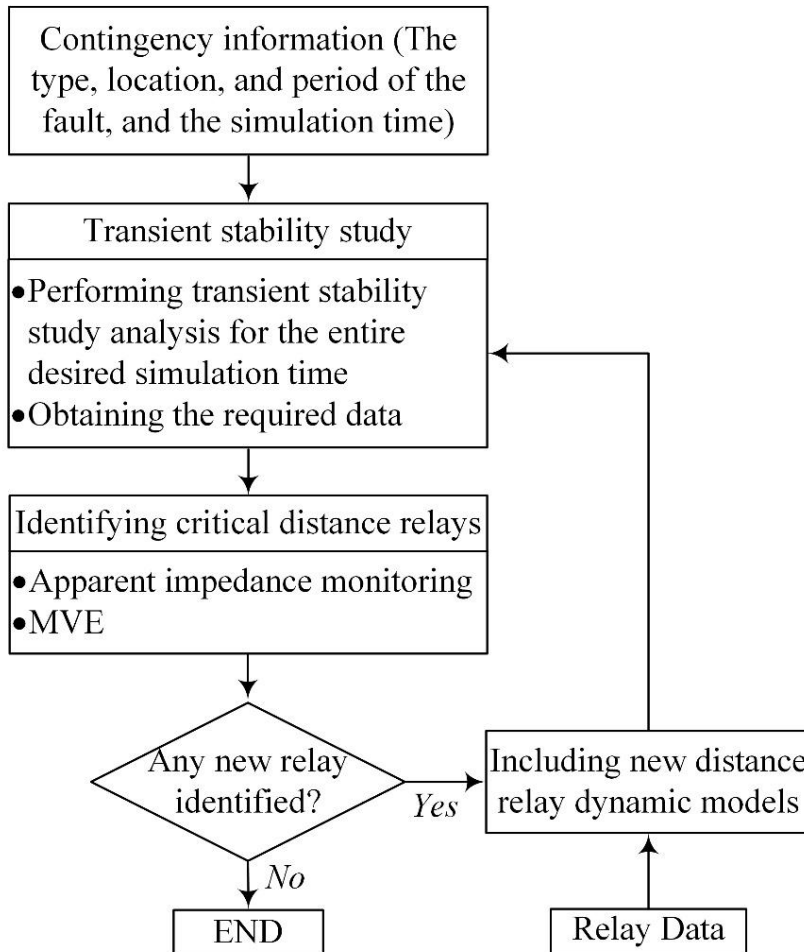 Contingency information (The
type, location, and period of the
fault, and the simulation time)
Transient stability study
•Performing transient stability
study analysis for the entire
desired simulation time
•Obtaining the required data
Identifying critical distance relays
•Apparent impedance monitoring
•MVE
Any new relay
identified?
Yes
Including new distance
relay dynamic models
No
END
Relay Data